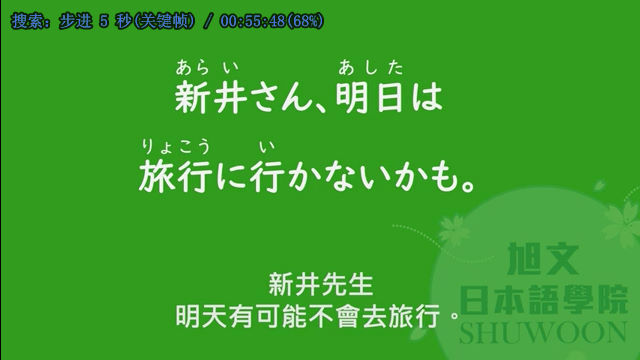 搜索: 步进 5 秒(关键帧) / 00:55:48(68%)
あら い あした
新井さん、明日は
りょこう い
旅行に行かないかも。
新井先生
明天有可能不會去旅行。
旭文
日本語學院
SHUWOON